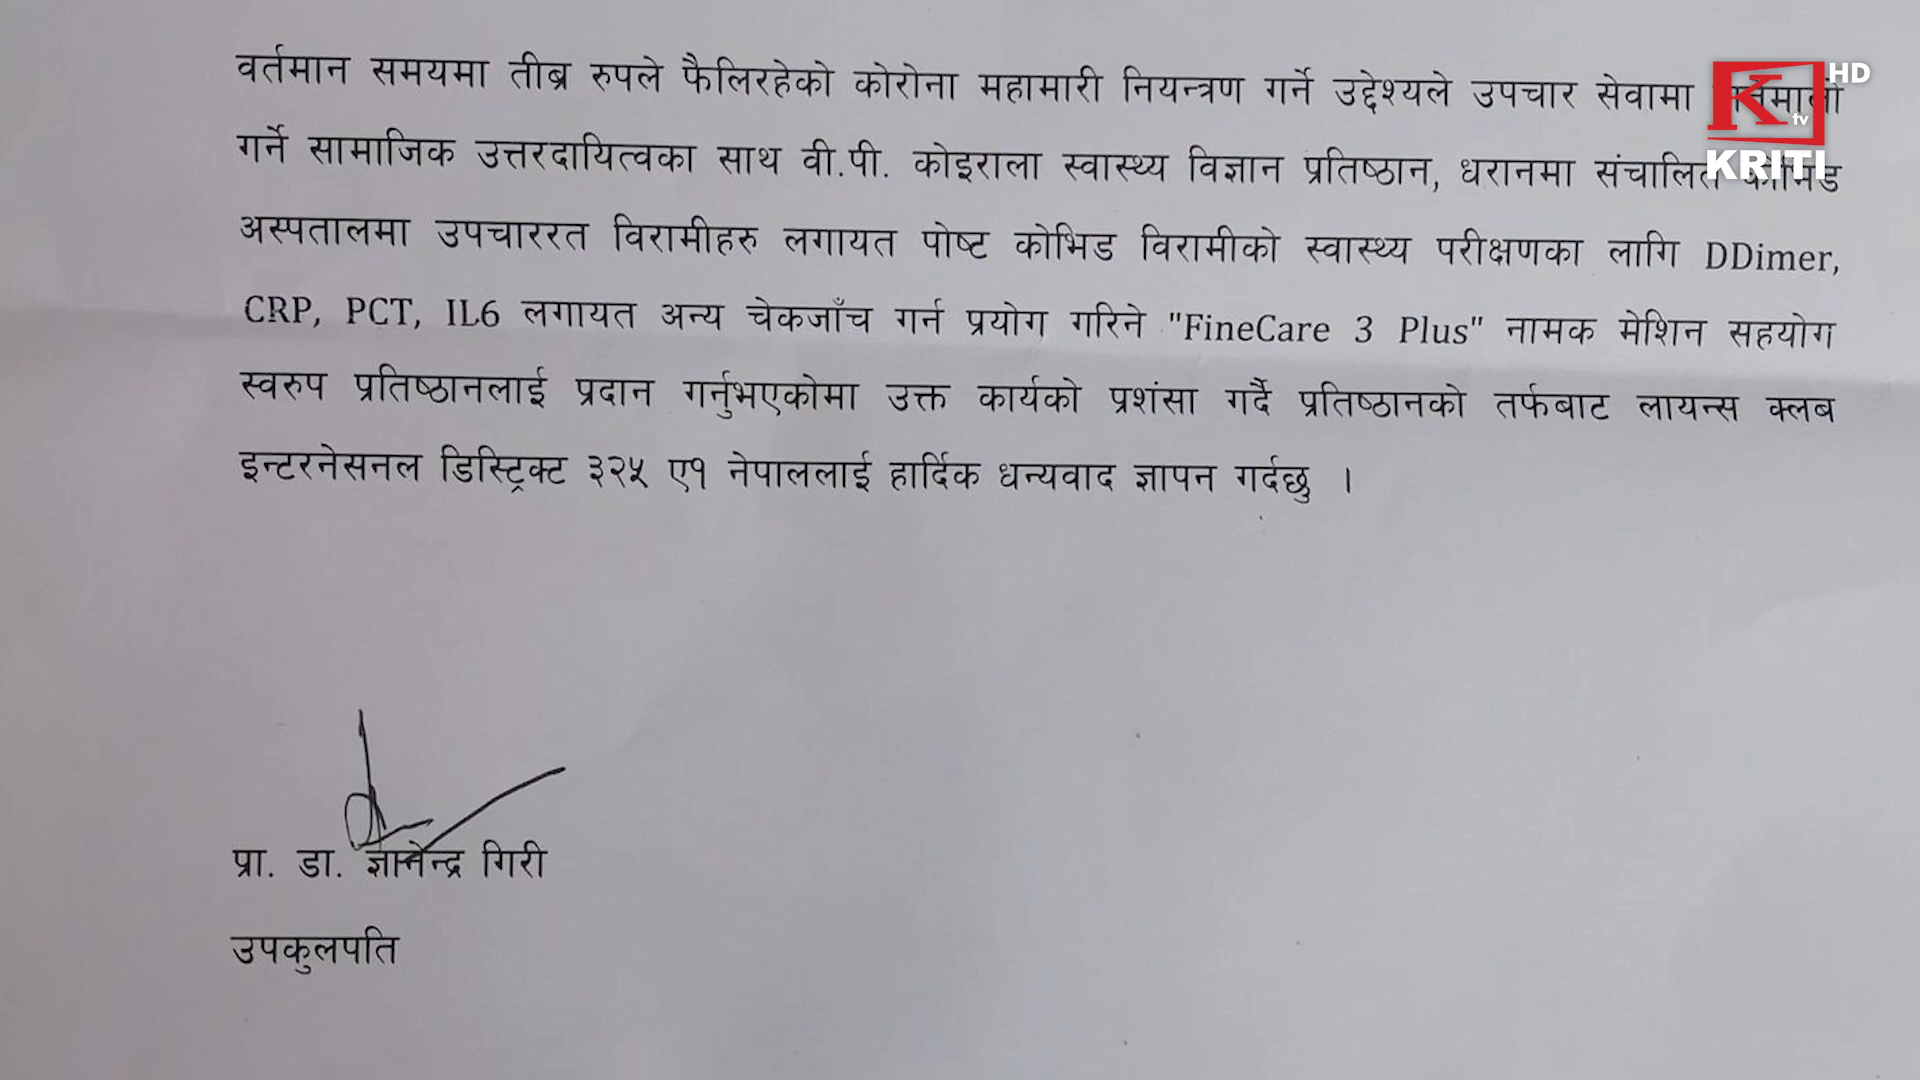 वर्तमान समयमा तीब्र रुपले फैलिरहेको कोरोना महामारी नियन्त्रण गर्ने उद्देश्यले उपचार सेवामा
गर्ने सामाजिक उत्तरदायित्वका साथ वी.पी. कोइराला स्वास्थ्य विज्ञान प्रतिष्ठान, धरानमा संचालित कोभिड
अस्पतालमा उपचाररत विरामीहरु लगायत पोष्ट कोभिड विरामीको स्वास्थ्य परीक्षणका लागि DDimer,
CRP, PCT, IL6 लगायत अन्य चेकजाँच गर्न प्रयोग गरिने "FineCare 3 Plus" नामक मेशिन सहयोग
स्वरुप प्रतिष्ठानलाई प्रदान गर्नुभएकोमा उक्त कार्यको प्रशंसा गर्दै प्रतिष्ठानको तर्फबाट लायन्स क्लब
इन्टरनेसनल डिस्ट्रिक्ट ३२५ ए१ नेपाललाई हार्दिक धन्यवाद ज्ञापन गर्दछु ।
प्रा. डा. ज्ञानेन्द्र गिरी
उपकुलपति
K tv HD
KRITI